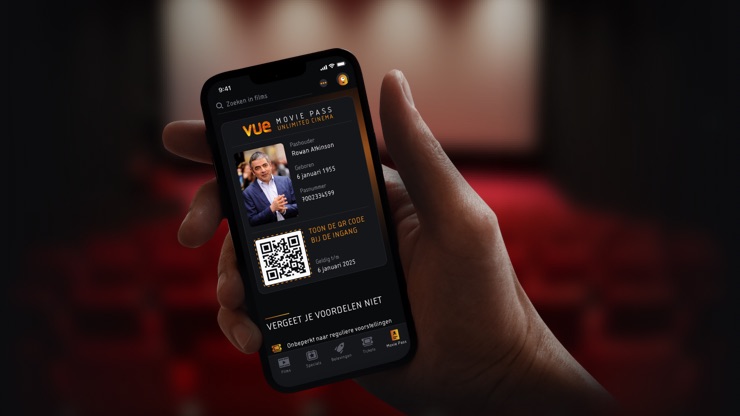 9:41
Zoeken in films
vue MOVIE PASS
UNLIMITED CINEMA
Pashouder
Rowan Atkinson
Geboren
6 januari 1955
Pasnummer
7002334599
TOON DE QR CODE
BIJ DE INGANG
Geldig t/m
6 januari 2025
VERGEET JE VOORDELEN NIET
Onbeperkt naar reguliere voorstellingen
Films
Specials
Belevingen
Tickets
Movie Pass